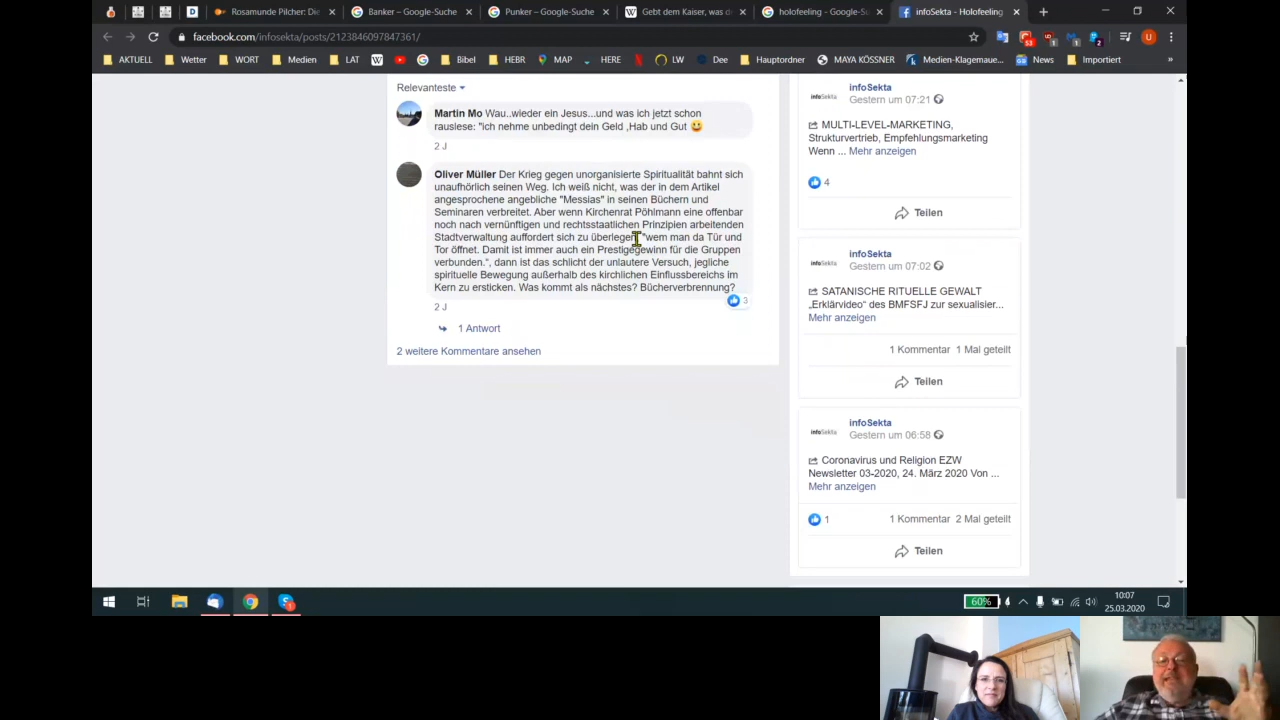 Rosamunde Pilcher: Die
Banker – Google-Suche
Punker – Google-Suche
Gebt dem Kaiser, was d
holofeeling - Google-Su
infoSekta - Holofeeling
facebook.com/infosekta/posts/2123846097847361/
AKTUELL
Wetter
WORT
Medien
LAT
Bibel
HEBR
MAP
HERE
LW
Dee
Hauptordner
MAYA KÖSSNER
Medien-Klagemaue...
News
Importiert
Relevanteste
Martin Mo Wau..wieder ein Jesus...und was ich jetzt schon
rauslese: "ich nehme unbedingt dein Geld ,Hab und Gut 😃
2 J
Oliver Müller Der Krieg gegen unorganisierte Spiritualität bahnt sich
unaufhörlich seinen Weg. Ich weiß nicht, was der in dem Artikel
angesprochene angebliche "Messias" in seinen Büchern und
Seminaren verbreitet. Aber wenn Kirchenrat Pöhlmann eine offenbar
noch nach vernünftigen und rechtsstaatlichen Prinzipien arbeitenden
Stadtverwaltung auffordert sich zu überlegen "wem man da Tür und
Tor öffnet. Damit ist immer auch ein Prestigegewinn für die Gruppen
verbunden.", dann ist das schlicht der unlautere Versuch, jegliche
spirituelle Bewegung außerhalb des kirchlichen Einflussbereichs im
Kern zu ersticken. Was kommt als nächstes? Bücherverbrennung?
3
2 J
1 Antwort
2 weitere Kommentare ansehen
infoSekta
infoSekta
Gestern um 07:21
MULTI-LEVEL-MARKETING,
Strukturvertrieb, Empfehlungsmarketing
Wenn ... Mehr anzeigen
4
Teilen
infoSekta
infoSekta
Gestern um 07:02
SATANISCHE RITUELLE GEWALT
„Erklärvideo“ des BMFSFJ zur sexualisier...
Mehr anzeigen
1 Kommentar 1 Mal geteilt
Teilen
infoSekta
infoSekta
Gestern um 06:58
Coronavirus und Religion EZW
Newsletter 03-2020, 24. März 2020 Von ...
Mehr anzeigen
1
1 Kommentar 2 Mal geteilt
Teilen
60%
10:07
25.03.2020